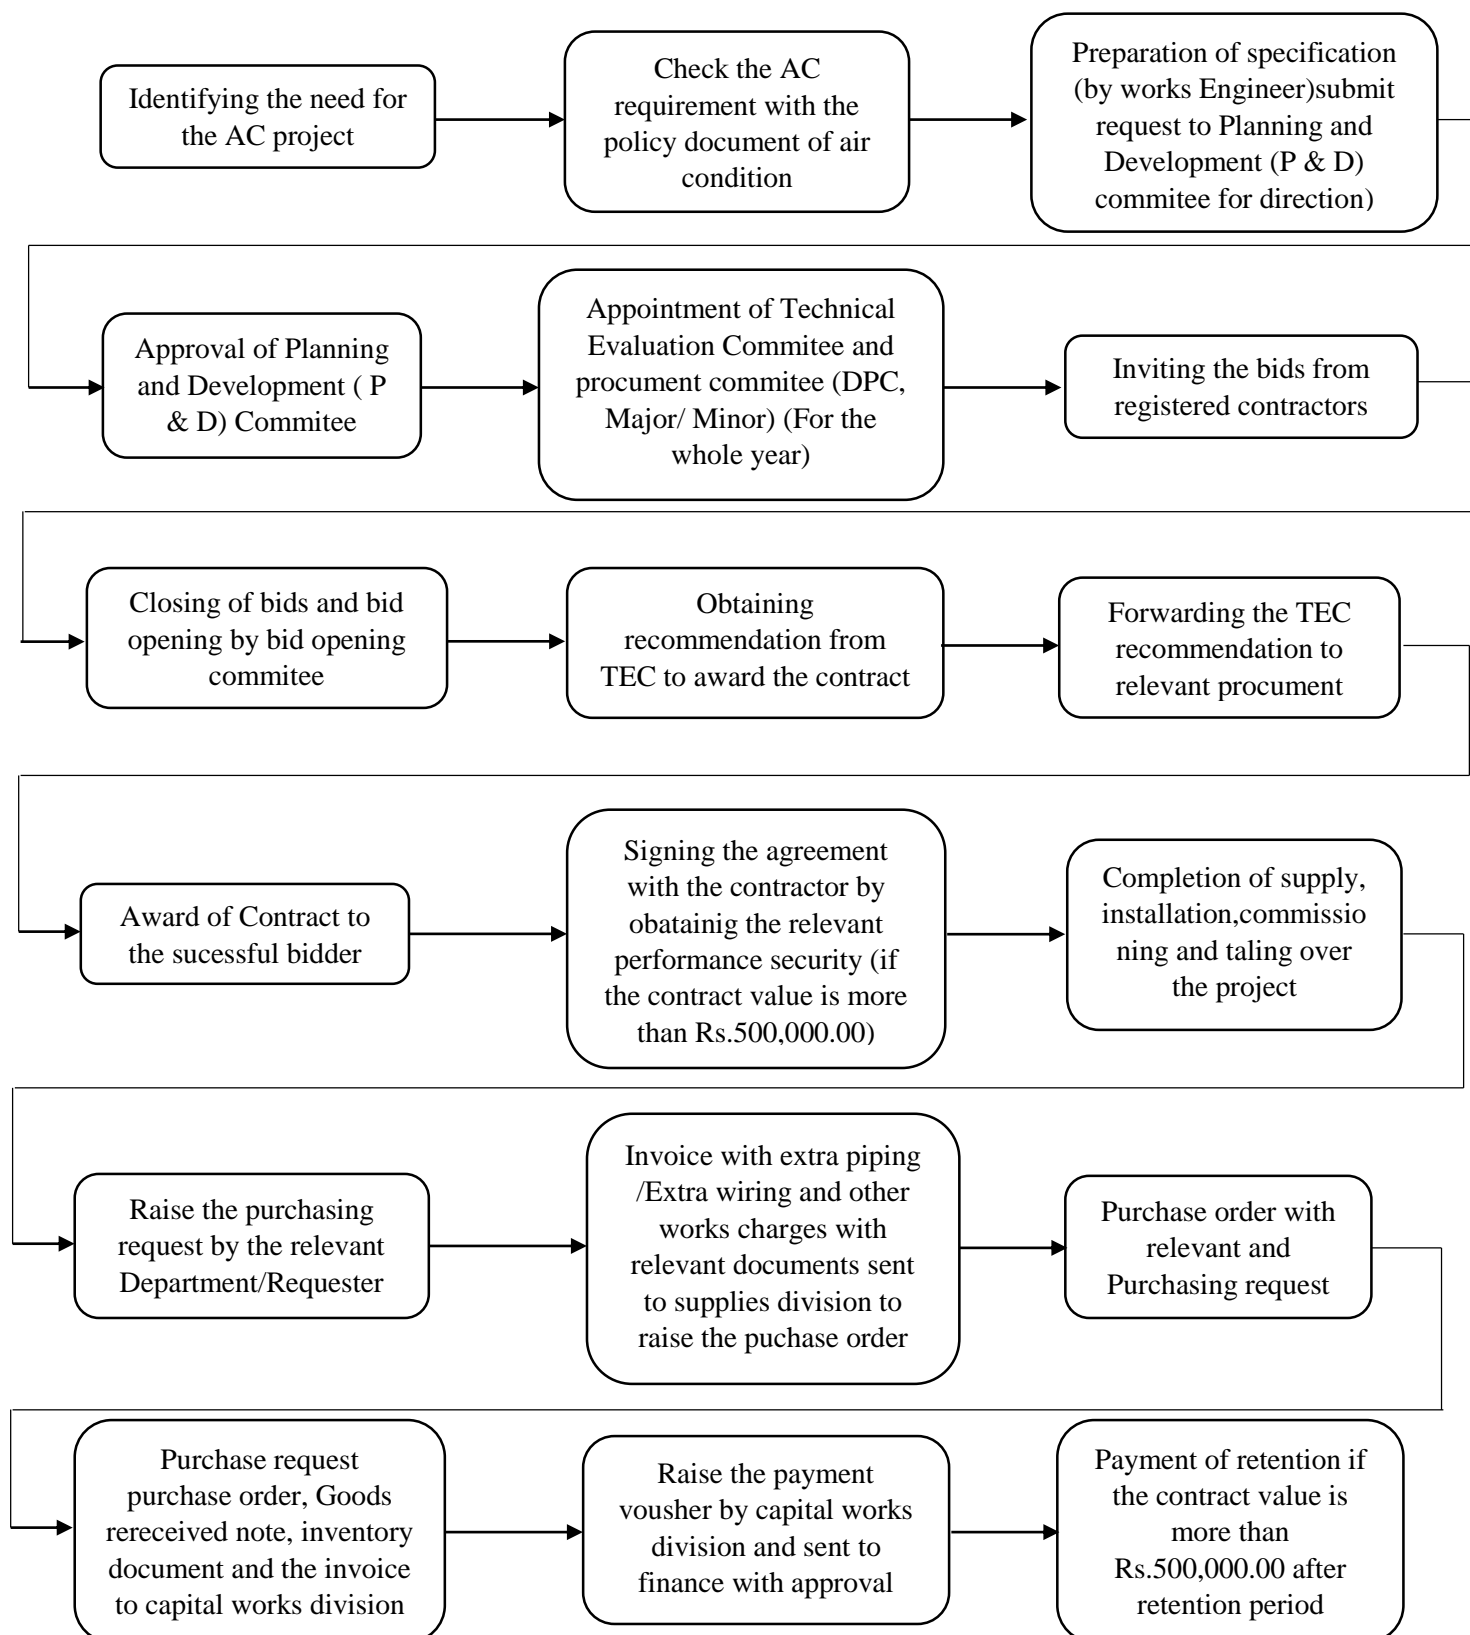 Identifying the need for
the AC project
Check the AC
requirement with the
policy document of air
condition
Preparation of specification
(by works Engineer)submit
request to Planning and
Development (P & D)
commitee for direction)
Approval of Planning
and Development ( P
& D) Commitee
Appointment of Technical
Evaluation Commitee and
procument commitee (DPC,
Major/ Minor) (For the
whole year)
Inviting the bids from
registered contractors
Closing of bids and bid
opening by bid opening
commitee
Obtaining
recommendation from
TEC to award the contract
Forwarding the TEC
recommendation to
relevant procument
Award of Contract to
the sucessful bidder
Signing the agreement
with the contractor by
obatainig the relevant
performance security (if
the contract value is more
than Rs.500,000.00)
Completion of supply,
installation,commissio
ning and taling over
the project
Raise the purchasing
request by the relevant
Department/Requester
Invoice with extra piping
/Extra wiring and other
works charges with
relevant documents sent
to supplies division to
raise the puchase order
Purchase order with
relevant and
Purchasing request
Purchase request
purchase order, Goods
rereceived note, inventory
document and the invoice
to capital works division
Raise the payment
vousher by capital works
division and sent to
finance with approval
Payment of retention if
the contract value is
more than
Rs.500,000.00 after
retention period